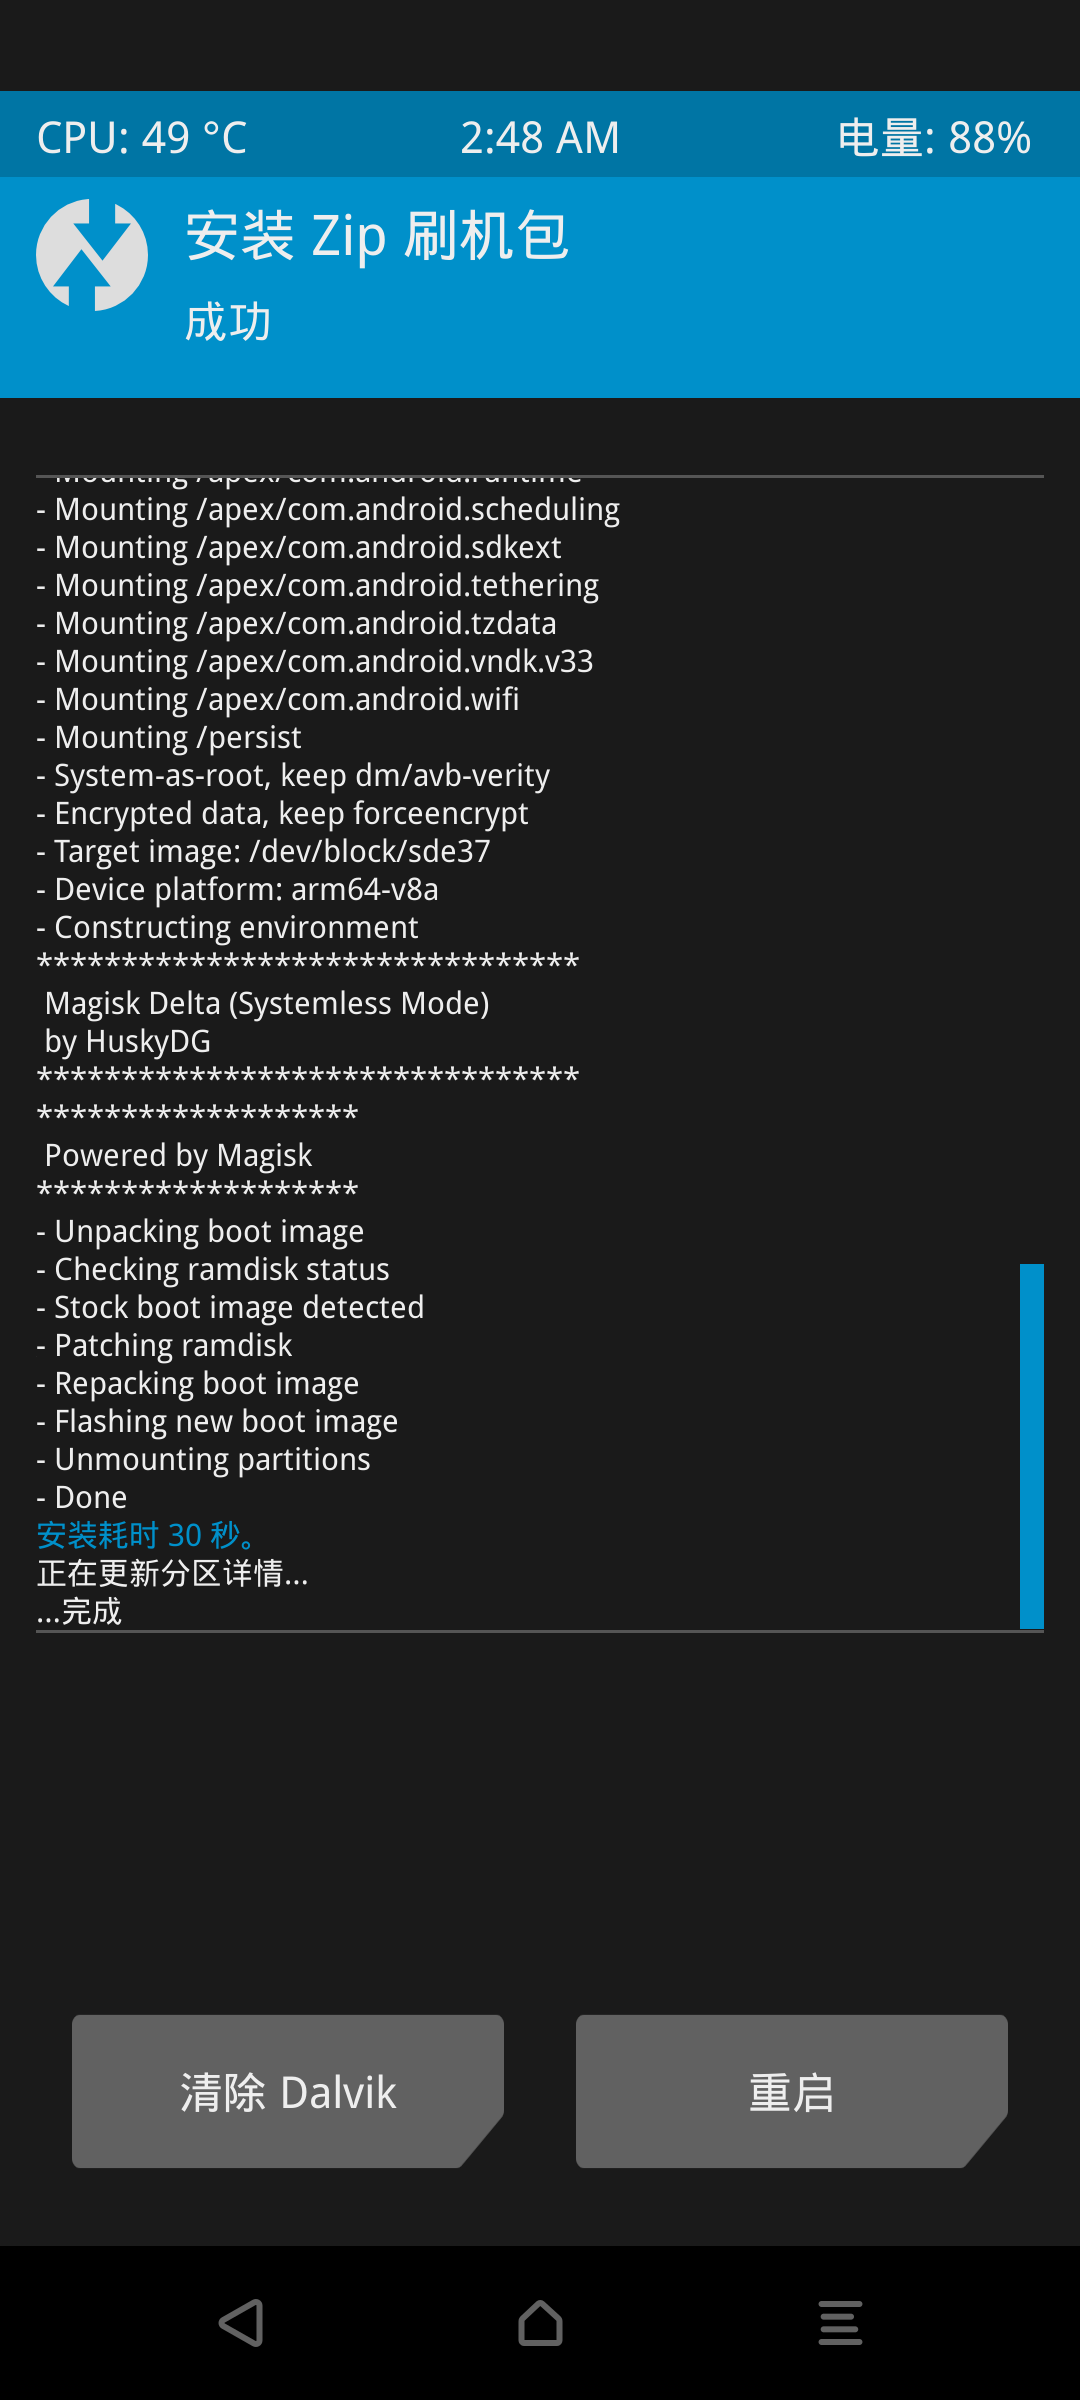 CPU: 49 °C 2:48 AM 电量: 88%
安装 Zip 刷机包
成功
- Mounting /apex/com.android.runtime
- Mounting /apex/com.android.scheduling
- Mounting /apex/com.android.sdkext
- Mounting /apex/com.android.tethering
- Mounting /apex/com.android.tzdata
- Mounting /apex/com.android.vndk.v33
- Mounting /apex/com.android.wifi
- Mounting /persist
- System-as-root, keep dm/avb-verity
- Encrypted data, keep forceencrypt
- Target image: /dev/block/sde37
- Device platform: arm64-v8a
- Constructing environment
********************************
Magisk Delta (Systemless Mode)
by HuskyDG
********************************
*******************
Powered by Magisk
*******************
- Unpacking boot image
- Checking ramdisk status
- Stock boot image detected
- Patching ramdisk
- Repacking boot image
- Flashing new boot image
- Unmounting partitions
- Done
安装耗时 30 秒。
正在更新分区详情...
...完成
清除 Dalvik
重启